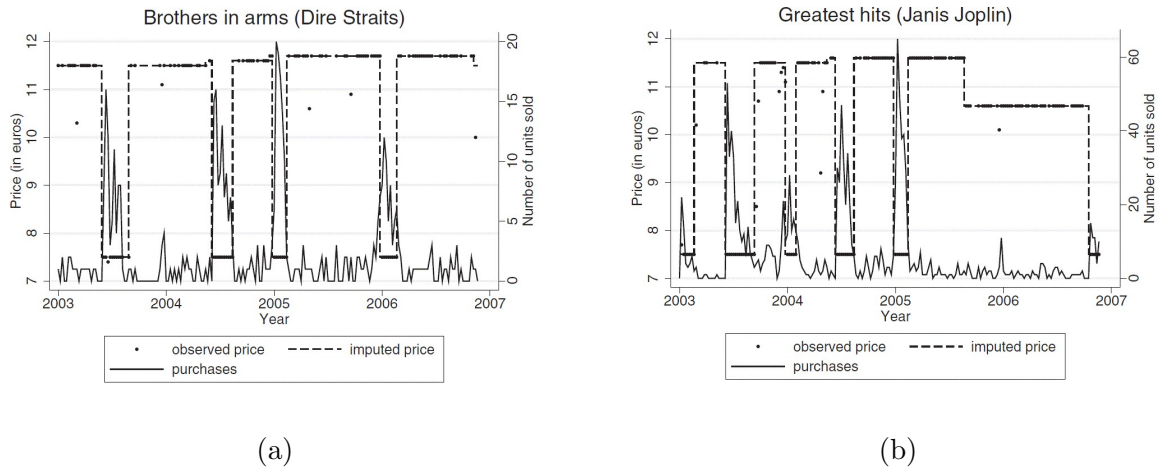 Brothers in arms (Dire Straits)
Price (in euros)
12
11
10
9
8
7
20
15
10
5
0
Number of units sold
2003 2004 2005 2006 2007
Year
observed price imputed price
purchases
(a)
Greatest hits (Janis Joplin)
Price (in euros)
12
11
10
9
8
7
60
40
20
0
Number of units sold
2003 2004 2005 2006 2007
Year
observed price imputed price
purchases
(b)